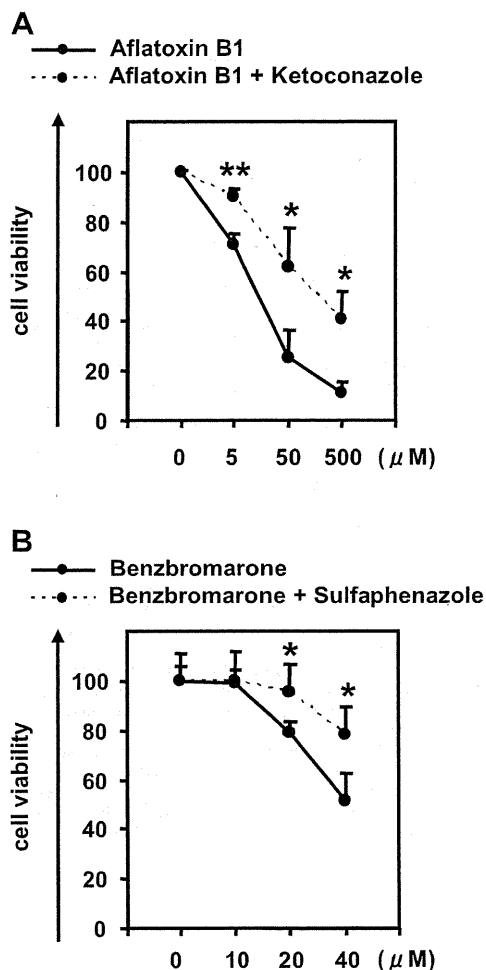 A
Aflatoxin B1
Aflatoxin B1 + Ketoconazole
cell viability
100
80
60
40
20
0
**
*
*
0 5 50 500 (μM)
B
Benzbromarone
Benzbromarone + Sulfaphenazole
cell viability
100
80
60
40
20
0
*
*
0 10 20 40 (μM)